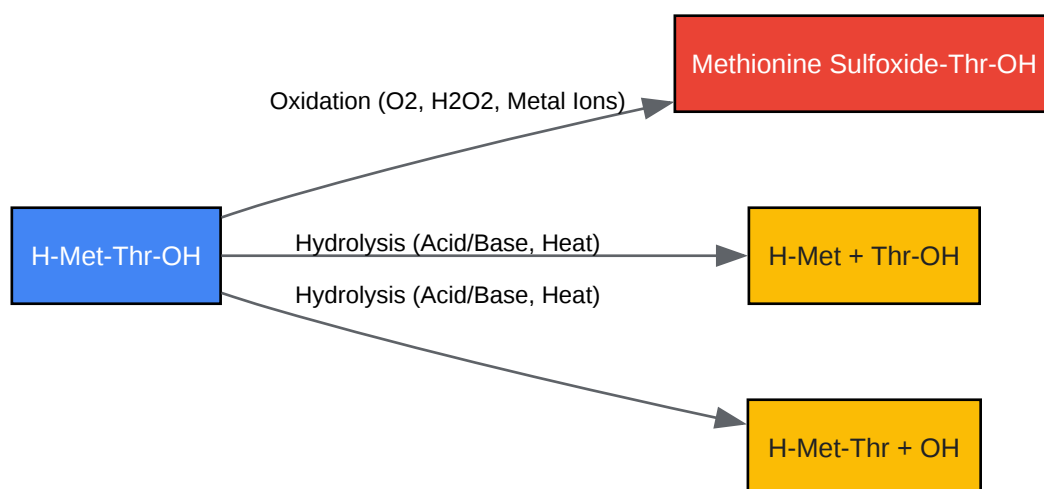 Methionine Sulfoxide-Thr-OH
Oxidation (O2, H2O2, Metal Ions)
H-Met-Thr-OH
Hydrolysis (Acid/Base, Heat)
H-Met + Thr-OH
Hydrolysis (Acid/Base, Heat)
H-Met-Thr + OH